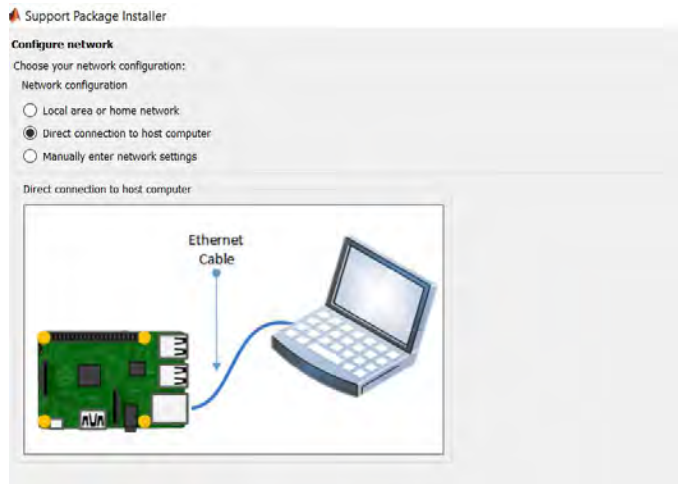 Support Package Installer
Configure network
Choose your network configuration:
Network configuration
Local area or home network
Direct connection to host computer
Manually enter network settings
Direct connection to host computer
Ethernet
Cable